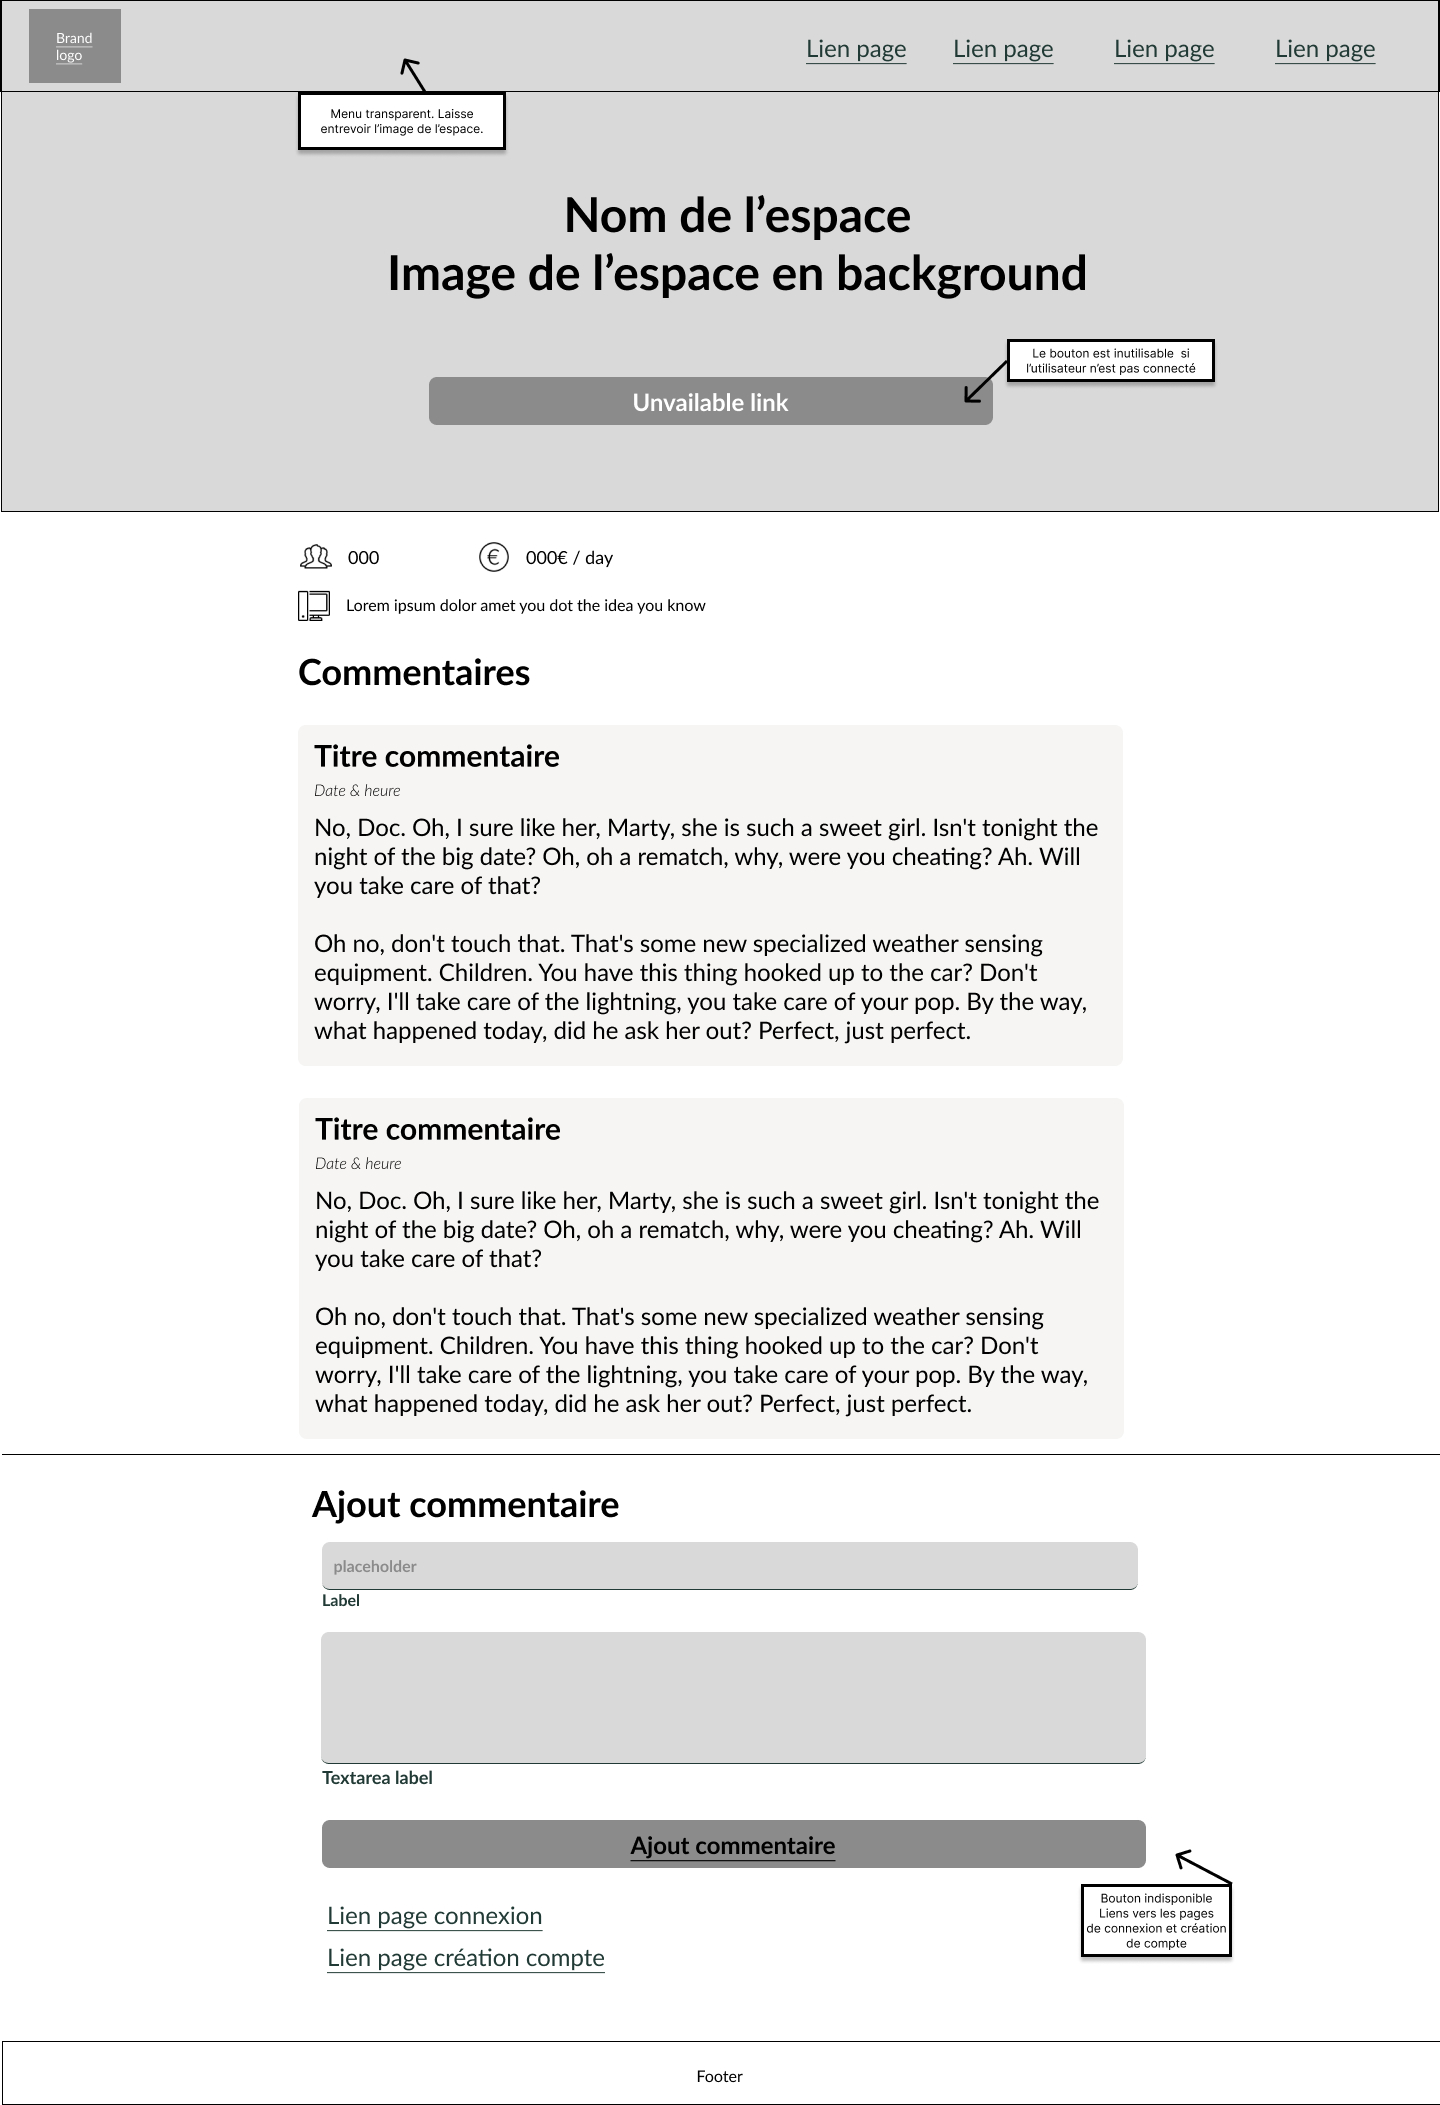 Brand
logo
Lien page
Lien page
Lien page
Lien page
Menu transparent. Laisse
entrevoir l'image de l'espace.
Nom de l’espace
Image de l’espace en background
Le bouton est inutilisable  si
l'utilisateur n'est pas connecté
Unvailable link
000
€
000€ / day
Lorem ipsum dolor amet you dot the idea you know
Commentaires
Titre commentaire
Date & heure
No, Doc. Oh, I sure like her, Marty, she is such a sweet girl. Isn't tonight the
night of the big date? Oh, oh a rematch, why, were you cheating? Ah. Will
you take care of that?
Oh no, don't touch that. That's some new specialized weather sensing
equipment. Children. You have this thing hooked up to the car? Don't
worry, I'll take care of the lightning, you take care of your pop. By the way,
what happened today, did he ask her out? Perfect, just perfect.
Titre commentaire
Date & heure
No, Doc. Oh, I sure like her, Marty, she is such a sweet girl. Isn't tonight the
night of the big date? Oh, oh a rematch, why, were you cheating? Ah. Will
you take care of that?
Oh no, don't touch that. That's some new specialized weather sensing
equipment. Children. You have this thing hooked up to the car? Don't
worry, I'll take care of the lightning, you take care of your pop. By the way,
what happened today, did he ask her out? Perfect, just perfect.
Ajout commentaire
placeholder
Label
Textarea label
Ajout commentaire
Bouton indisponible
Liens vers les pages
de connexion et création
de compte
Lien page connexion
Lien page création compte
Footer